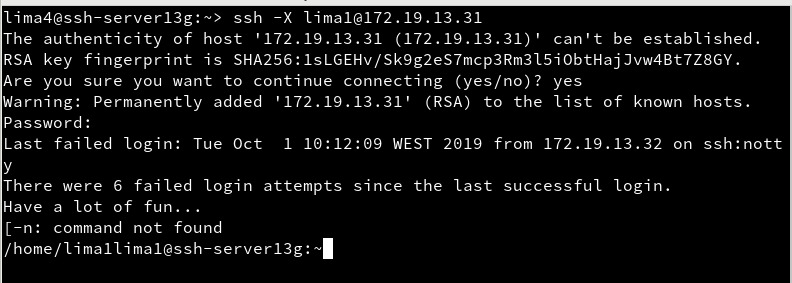 lima4@ssh-server13g:~> ssh -X lima1@172.19.13.31
The authenticity of host '172.19.13.31 (172.19.13.31)' can't be established.
RSA key fingerprint is SHA256:1sLGEHv/Sk9g2eS7mcp3Rm3l5iObtHajJvw4Bt7Z8GY.
Are you sure you want to continue connecting (yes/no)? yes
Warning: Permanently added '172.19.13.31' (RSA) to the list of known hosts.
Password:
Last failed login: Tue Oct  1 10:12:09 WEST 2019 from 172.19.13.32 on ssh:nott
y
There were 6 failed login attempts since the last successful login.
Have a lot of fun...
[-n: command not found
/home/lima1lima1@ssh-server13g:~